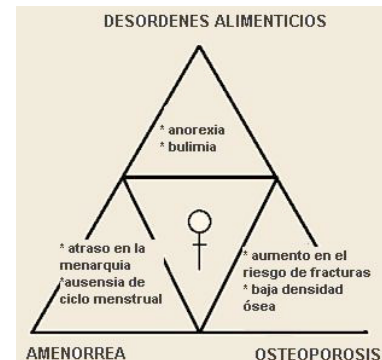 DESORDENES ALIMENTICIOS
* anorexia
* bulimia
* atraso en la
menarquia
*ausensia de
ciclo menstrual
* aumento en el
riesgo de fracturas
* baja densidad
ósea
AMENORREA
OSTEOPOROSIS